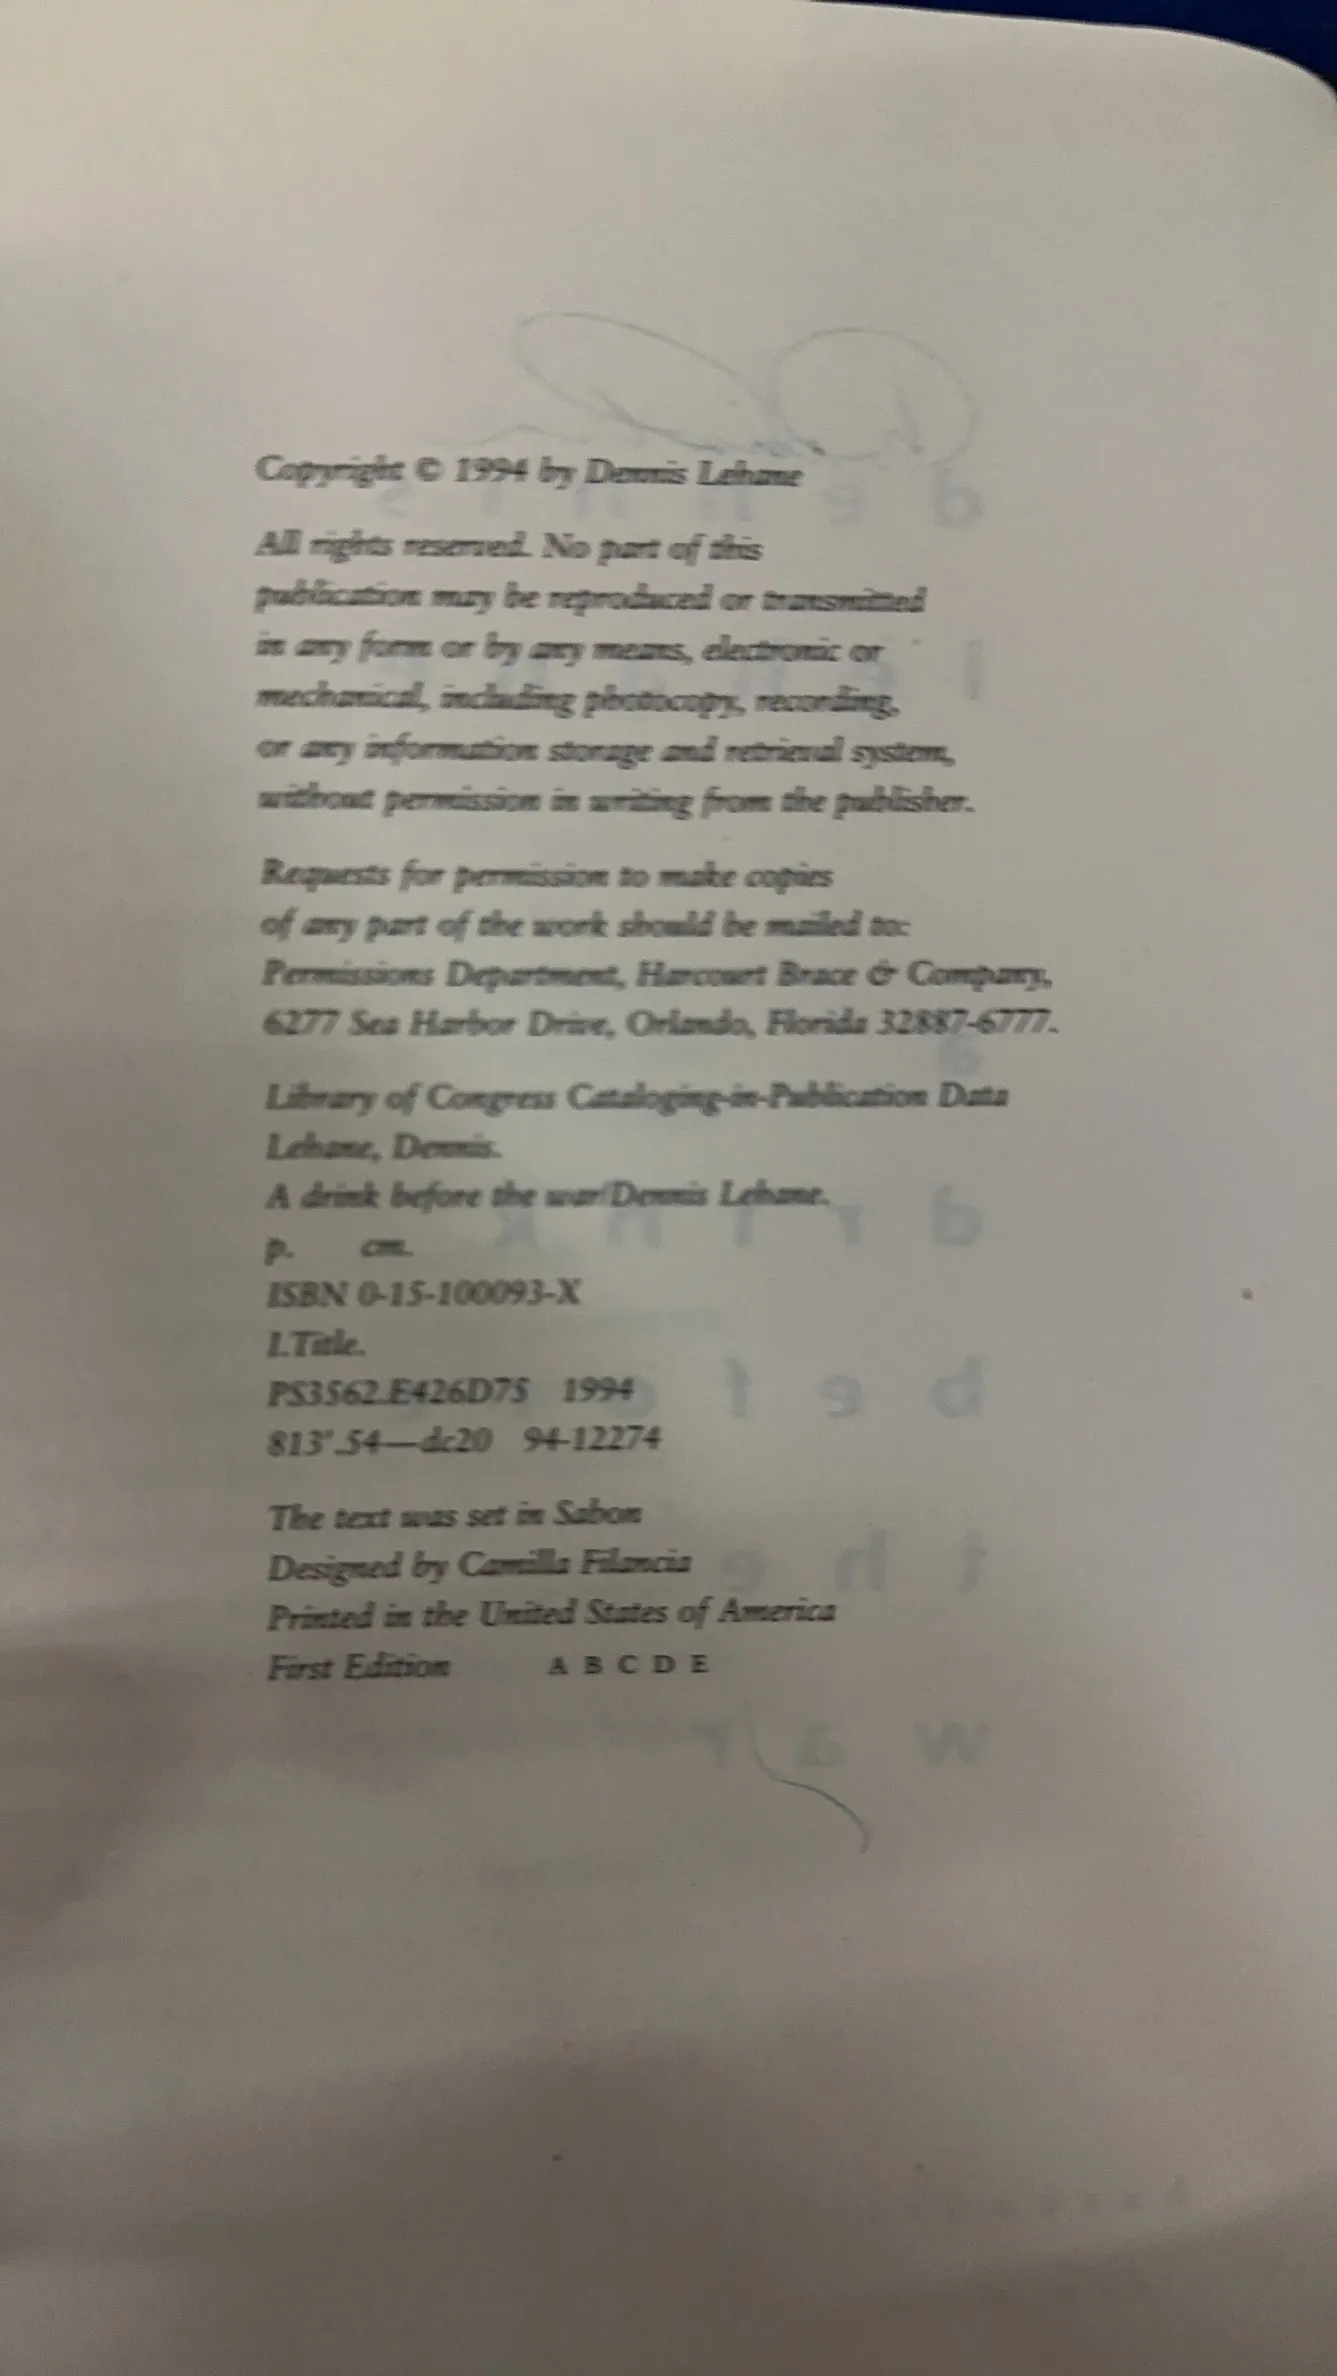 Copyright © 1994 by Dennis Lehane
All rights reserved. No part of this
publication may be reproduced or transmitted
in any form or by any means, electronic or
mechanical, including photocopy, recording,
or any information storage and retrieval system,
without permission in writing from the publisher.
Requests for permission to make copies
of any part of the work should be mailed to:
Permissions Department, Harcourt Brace & Company,
6277 Sea Harbor Drive, Orlando, Florida 32887-6777.
Library of Congress Cataloging-in-Publication Data
Lehane, Dennis.
A drink before the war/Dennis Lehane.
p. cm.
ISBN 0-15-100093-X
I.Title.
PS3562.E426D75 1994
813'.54—dc20 94-12274
The text was set in Sabon
Designed by Camilla Filancia
Printed in the United States of America
First Edition A B C D E